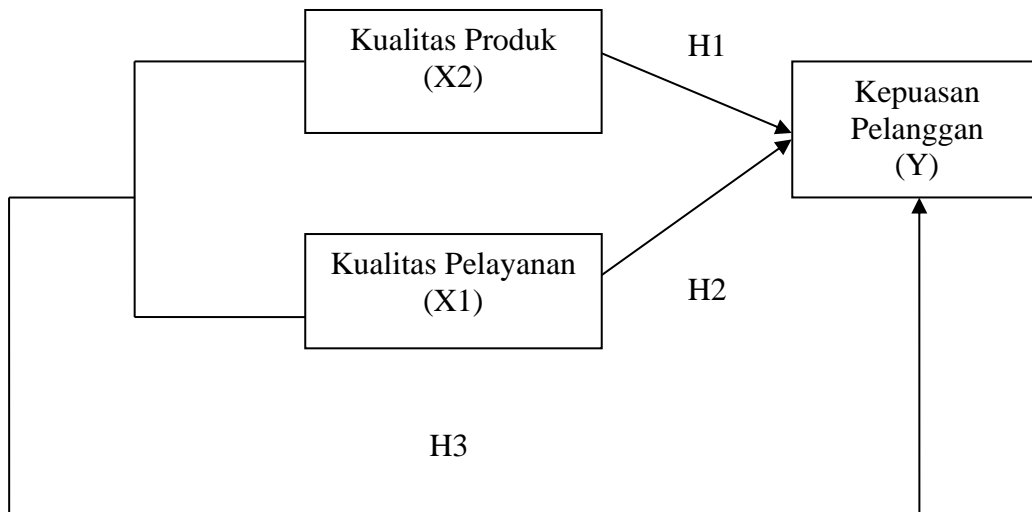 Kualitas Produk
(X2)
H1
Kepuasan
Pelanggan
(Y)
Kualitas Pelayanan
(X1)
H2
H3